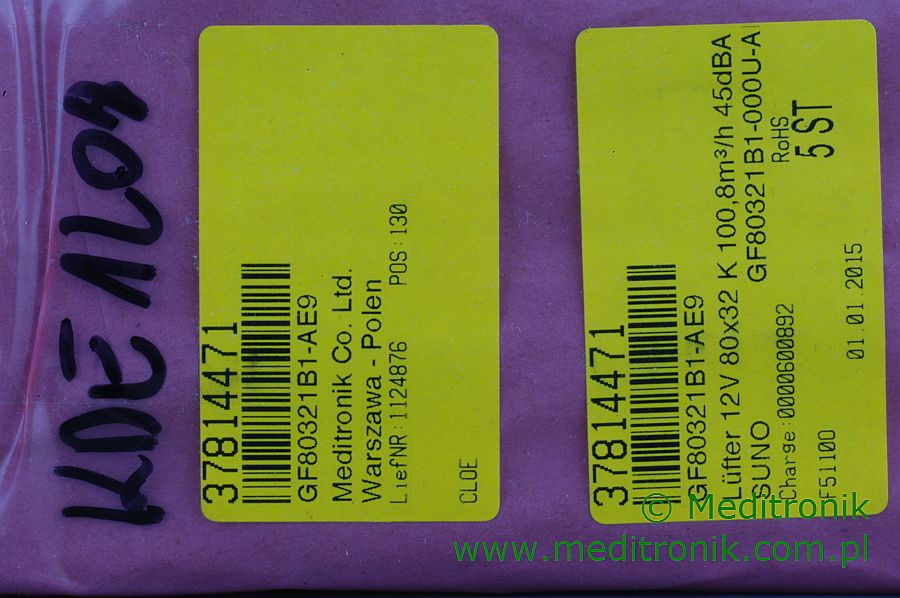 KDE 1204
37814471
GF80321B1-AE9
Meditronik Co. Ltd.
Warszawa - Polen
LiefNR:1124876 POS:130
CLOE
37814471
GF80321B1-AE9
Lüfter 12V 80x32 K 100,8m³/h 45dBA
SUNO GF80321B1-000U-A
Charge:0000600892 RoHS
5 ST
F51100 01.01.2015
© Meditronik
www.meditronik.com.pl